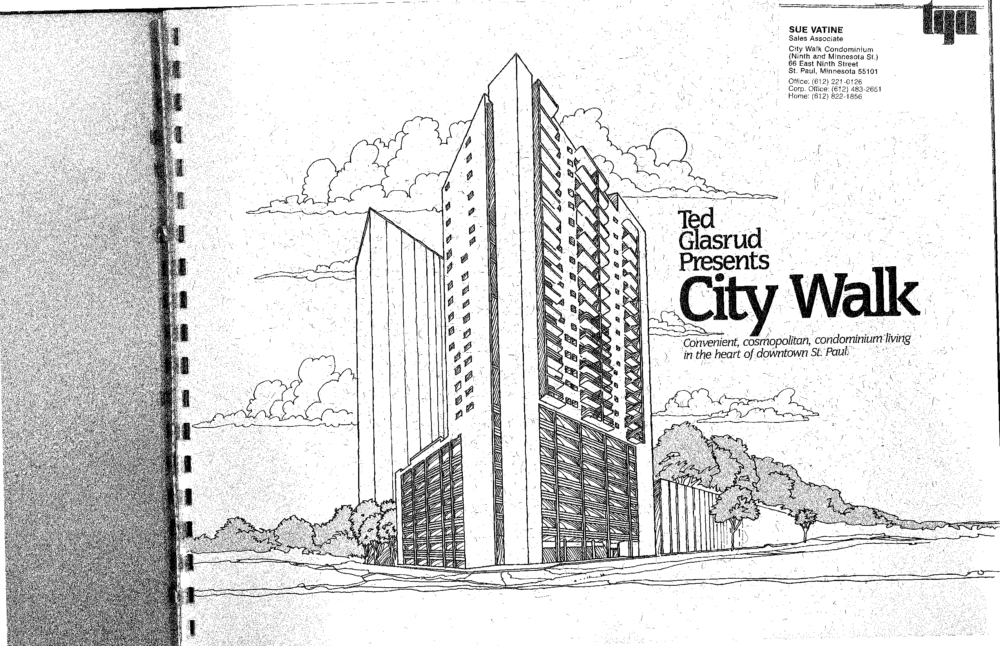 tga
SUE VATINE
Sales Associate
City Walk Condominium
(Ninth and Minnesota St.)
66 East Ninth Street
St. Paul, Minnesota 55101
Office: (612) 221-0126
Corp. Office: (612) 483-2651
Home: (612) 822-1856
Ted
Glasrud
Presents
City Walk
Convenient, cosmopolitan, condominium living
in the heart of downtown St. Paul.